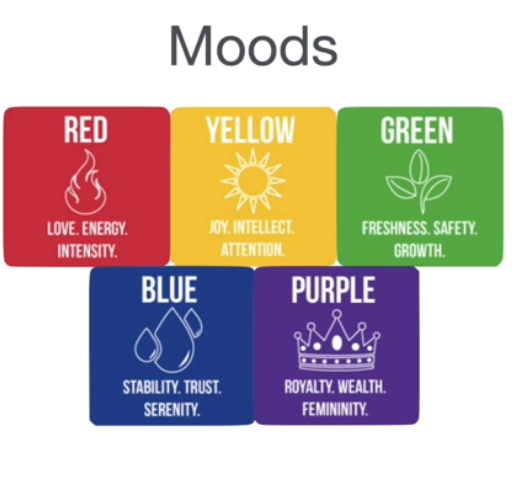 Moods
RED
LOVE. ENERGY.
INTENSITY.
YELLOW
JOY. INTELLECT.
ATTENTION.
GREEN
FRESHNESS. SAFETY.
GROWTH.
BLUE
STABILITY. TRUST.
SERENITY.
PURPLE
ROYALTY. WEALTH.
FEMININITY.